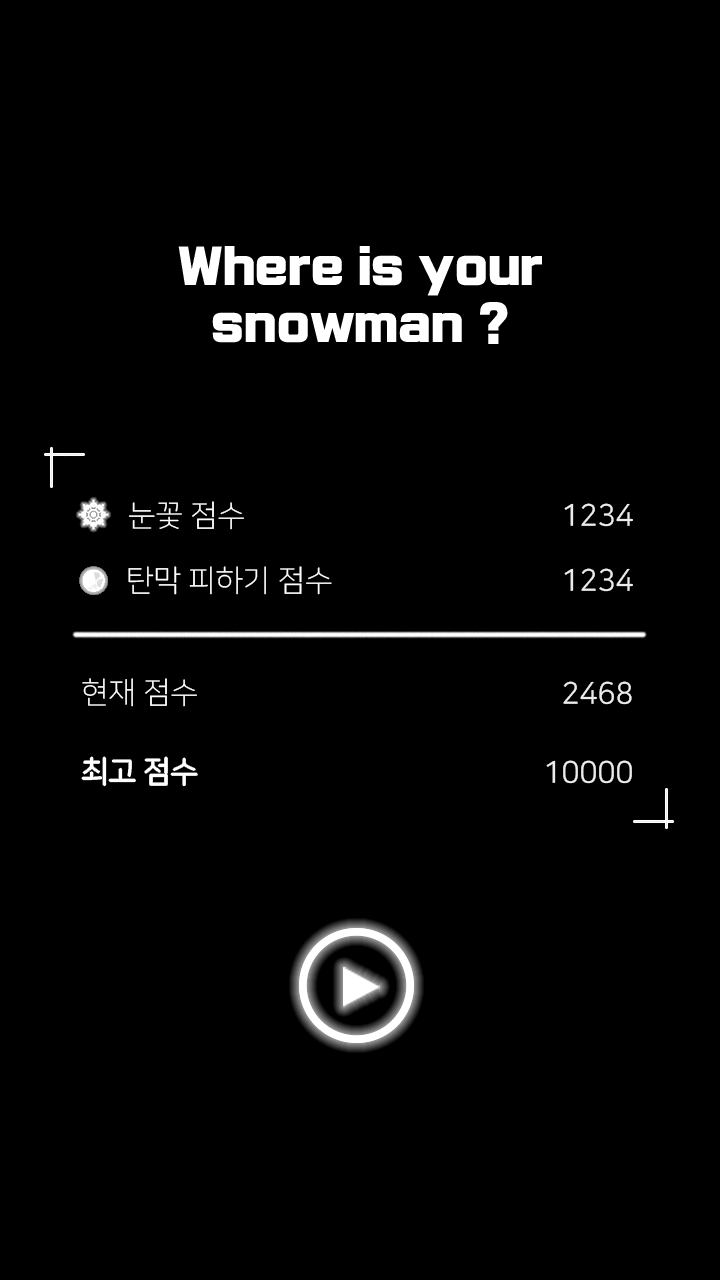 Where is your
snowman ?
눈꽃 점수 1234
탄막 피하기 점수 1234
현재 점수 2468
최고 점수 10000